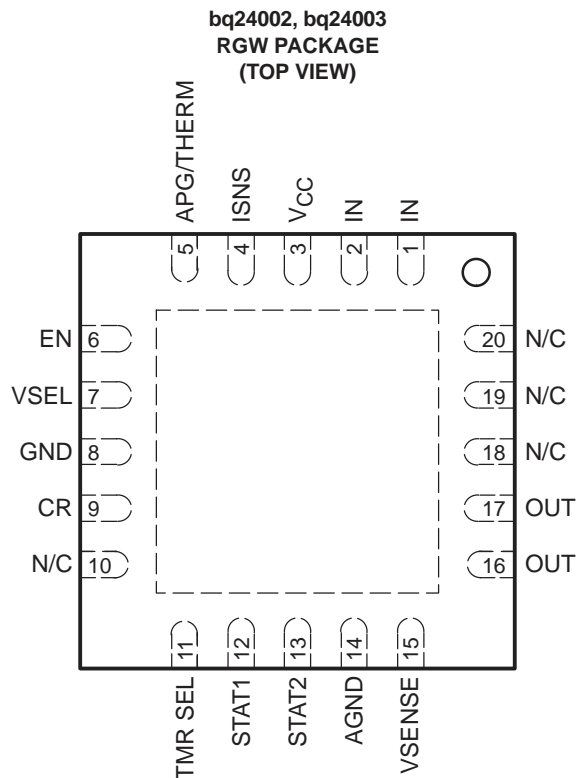 bq24002, bq24003
RGW PACKAGE
(TOP VIEW)
APG/THERM
ISNS
VCC
IN
IN
5
4
3
2
1
EN 6
VSEL 7
GND 8
CR 9
N/C 10
20 N/C
19 N/C
18 N/C
17 OUT
16 OUT
11
12
13
14
15
TMR SEL
STAT1
STAT2
AGND
VSENSE